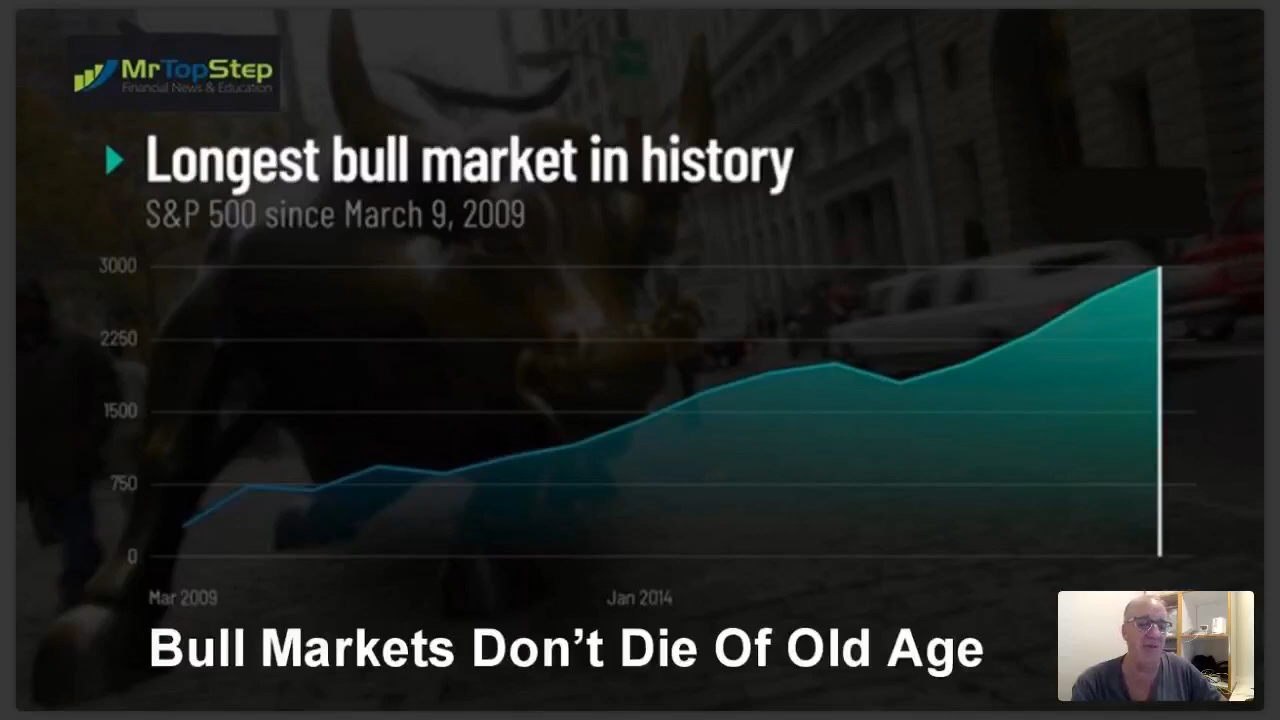 MrTopStep
Financial News & Education
Longest bull market in history
S&P 500 since March 9, 2009
3000
2250
1500
750
0
Mar 2009
Jan 2014
Bull Markets Don’t Die Of Old Age